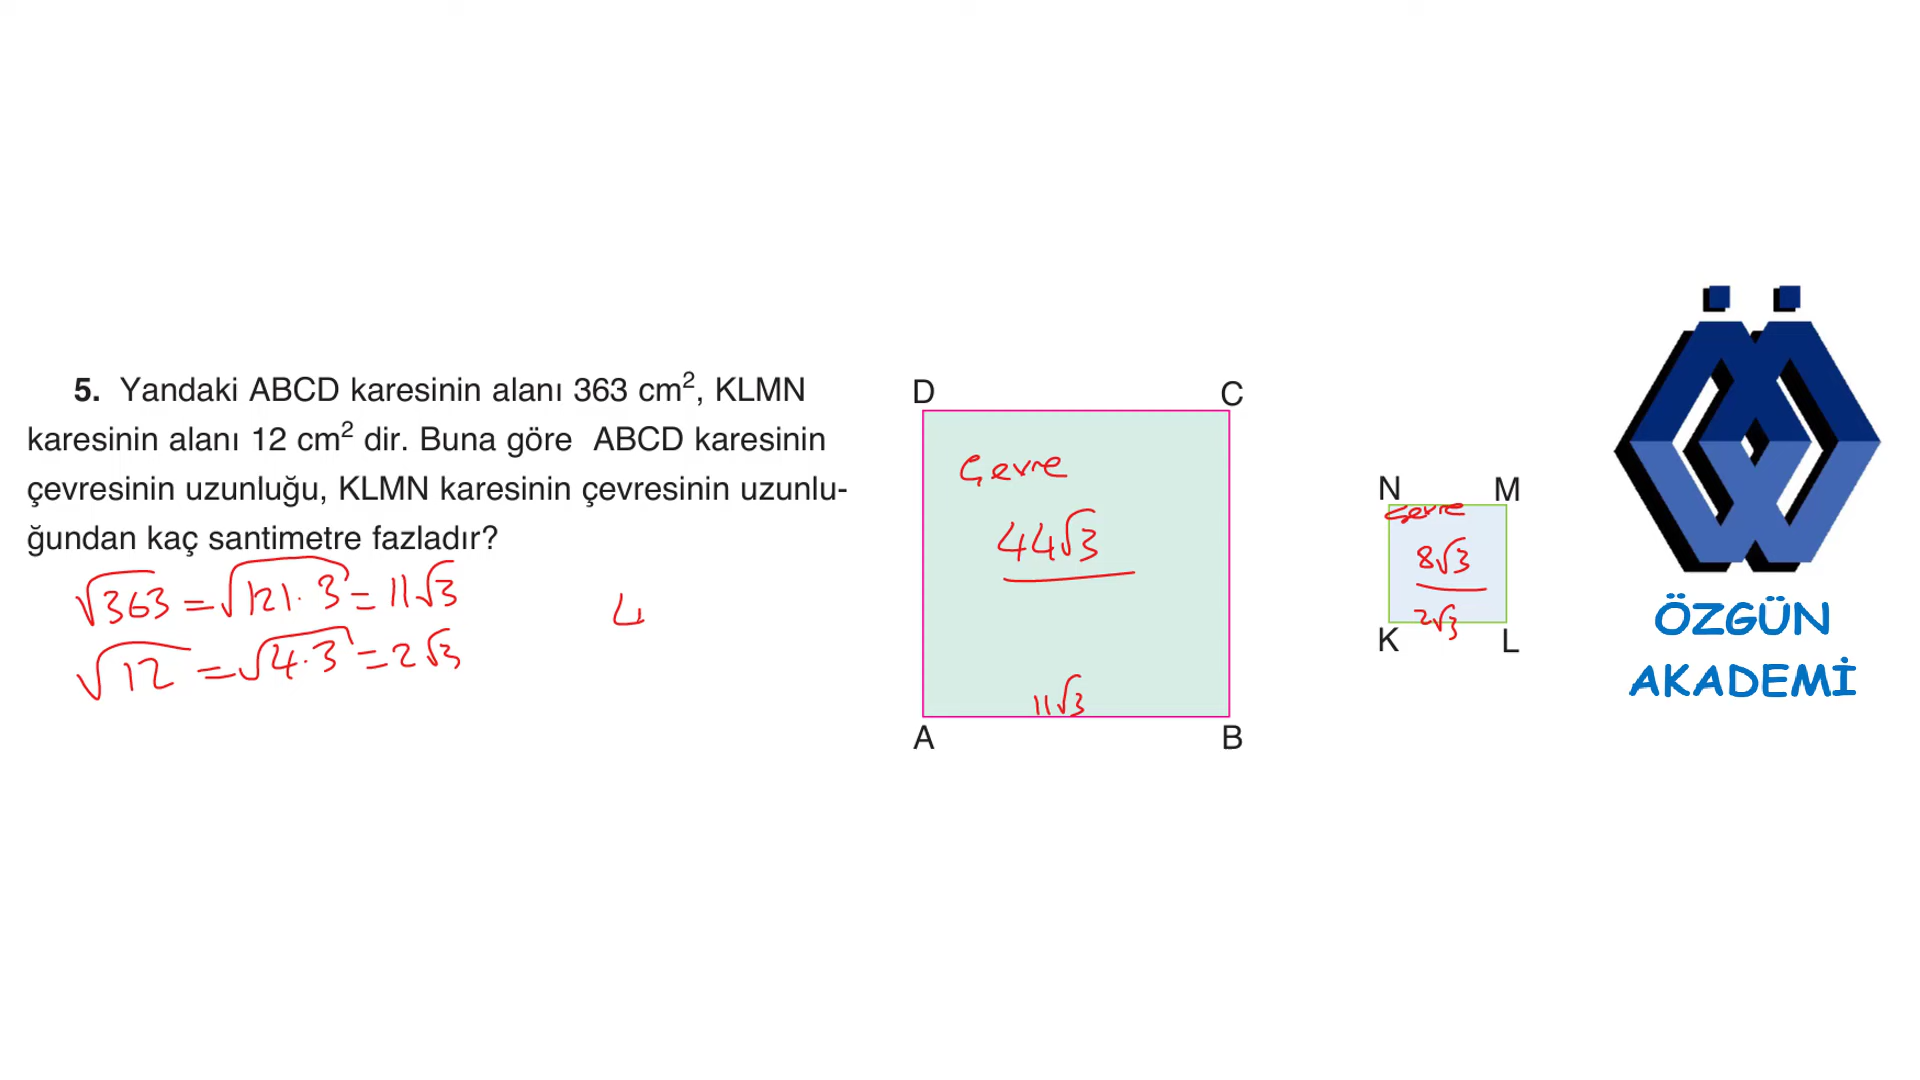 5. Yandaki ABCD karesinin alanı 363 cm², KLMN
karesinin alanı 12 cm² dir. Buna göre ABCD karesinin
çevresinin uzunluğu, KLMN karesinin çevresinin uzunlu-
ğundan kaç santimetre fazladır?
√363 = √121.3 = 11√3
√12 = √4.3 = 2√3
4
D C
Çevre
44√3
11√3
A B
N M
Çevre
8√3
2√3
K L
ÖZGÜN
AKADEMİ